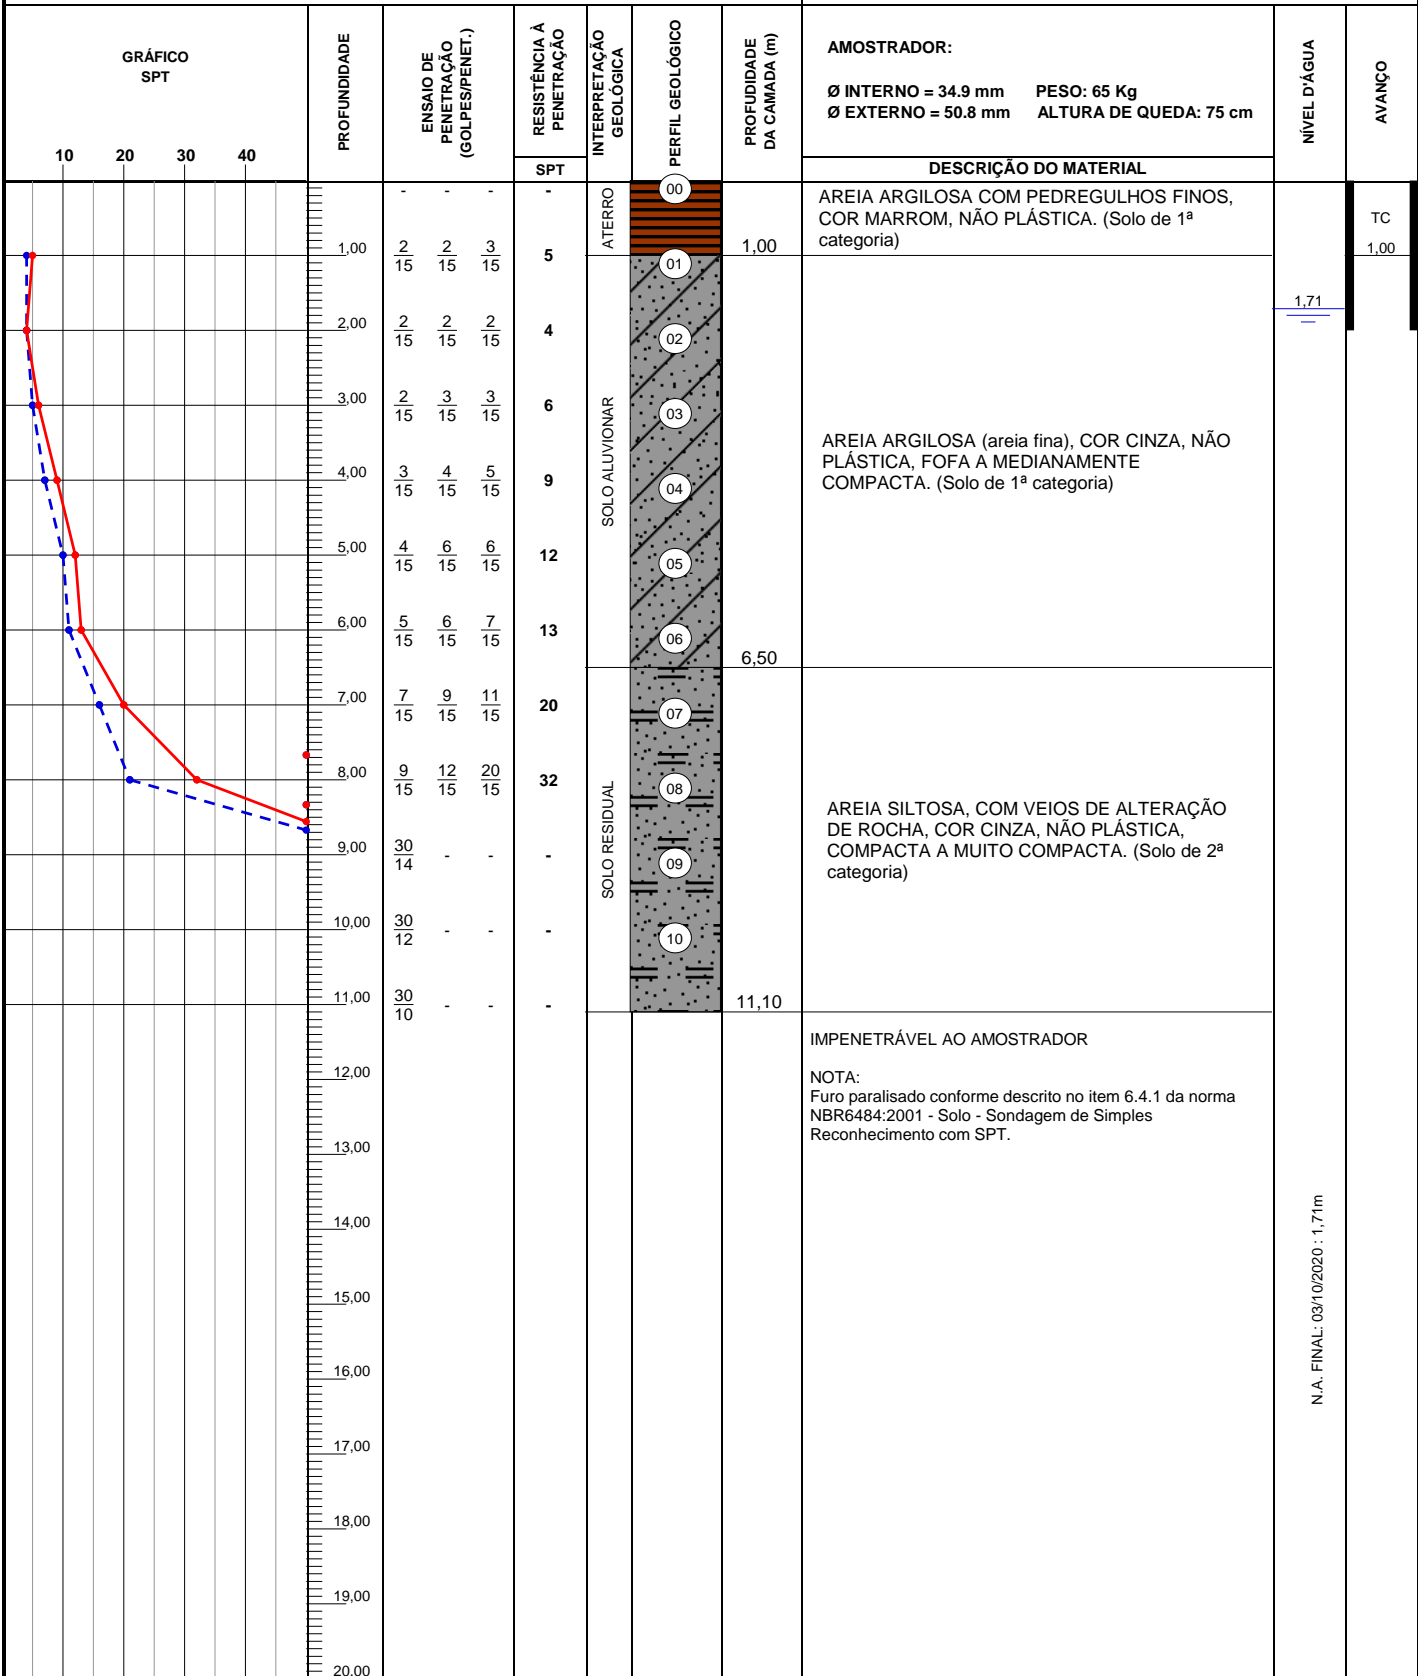 GRÁFICO
SPT
10 20 30 40
PROFUNDIDADE
ENSAIO DE
PENETRAÇÃO
(GOLPES/PENET.)
RESISTÊNCIA À
PENETRAÇÃO
SPT
INTERPRETAÇÃO
GEOLÓGICA
PERFIL GEOLÓGICO
PROFUDIDADE
DA CAMADA (m)
AMOSTRADOR:
Ø INTERNO = 34.9 mm PESO: 65 Kg
Ø EXTERNO = 50.8 mm ALTURA DE QUEDA: 75 cm
DESCRIÇÃO DO MATERIAL
NÍVEL D'ÁGUA
AVANÇO
- - - -
00
ATERRO
AREIA ARGILOSA COM PEDREGULHOS FINOS,
COR MARROM, NÃO PLÁSTICA. (Solo de 1ª
categoria)
TC
1,00
1,00 2/15 2/15 3/15 5
01
1,00
1,71
2,00 2/15 2/15 2/15 4
02
3,00 2/15 3/15 3/15 6
03
SOLO ALUVIONAR
AREIA ARGILOSA (areia fina), COR CINZA, NÃO
PLÁSTICA, FOFA A MEDIANAMENTE
COMPACTA. (Solo de 1ª categoria)
4,00 3/15 4/15 5/15 9
04
5,00 4/15 6/15 6/15 12
05
6,00 5/15 6/15 7/15 13
06
6,50
7,00 7/15 9/15 11/15 20
07
8,00 9/15 12/15 20/15 32
08
SOLO RESIDUAL
AREIA SILTOSA, COM VEIOS DE ALTERAÇÃO
DE ROCHA, COR CINZA, NÃO PLÁSTICA,
COMPACTA A MUITO COMPACTA. (Solo de 2ª
categoria)
9,00 30/14 - - -
09
10,00 30/12 - - -
10
11,00 30/10 - - -
11,10
IMPENETRÁVEL AO AMOSTRADOR
NOTA:
Furo paralisado conforme descrito no item 6.4.1 da norma
NBR6484:2001 - Solo - Sondagem de Simples
Reconhecimento com SPT.
12,00
13,00
14,00
15,00
16,00
17,00
18,00
19,00
20,00
N.A. FINAL: 03/10/2020 : 1,71m